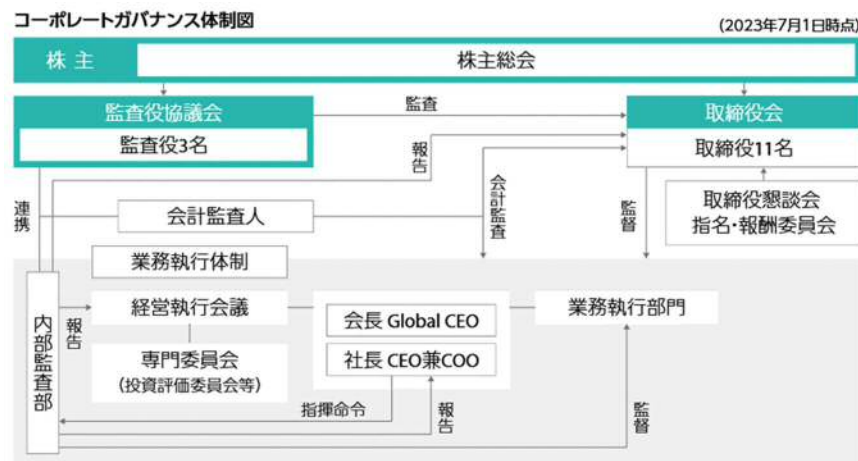 コーポレートガバナンス体制図
(2023年7月1日時点)
株 主
株主総会
監査役協議会
監査
取締役会
監査役3名
報告
取締役11名
連携
会計監査人
会計監査
監督
取締役懇談会
指名・報酬委員会
業務執行体制
内部監査部
報告
経営執行会議
会長 Global CEO
業務執行部門
専門委員会
(投資評価委員会等)
社長 CEO兼COO
指揮命令
報告
監督